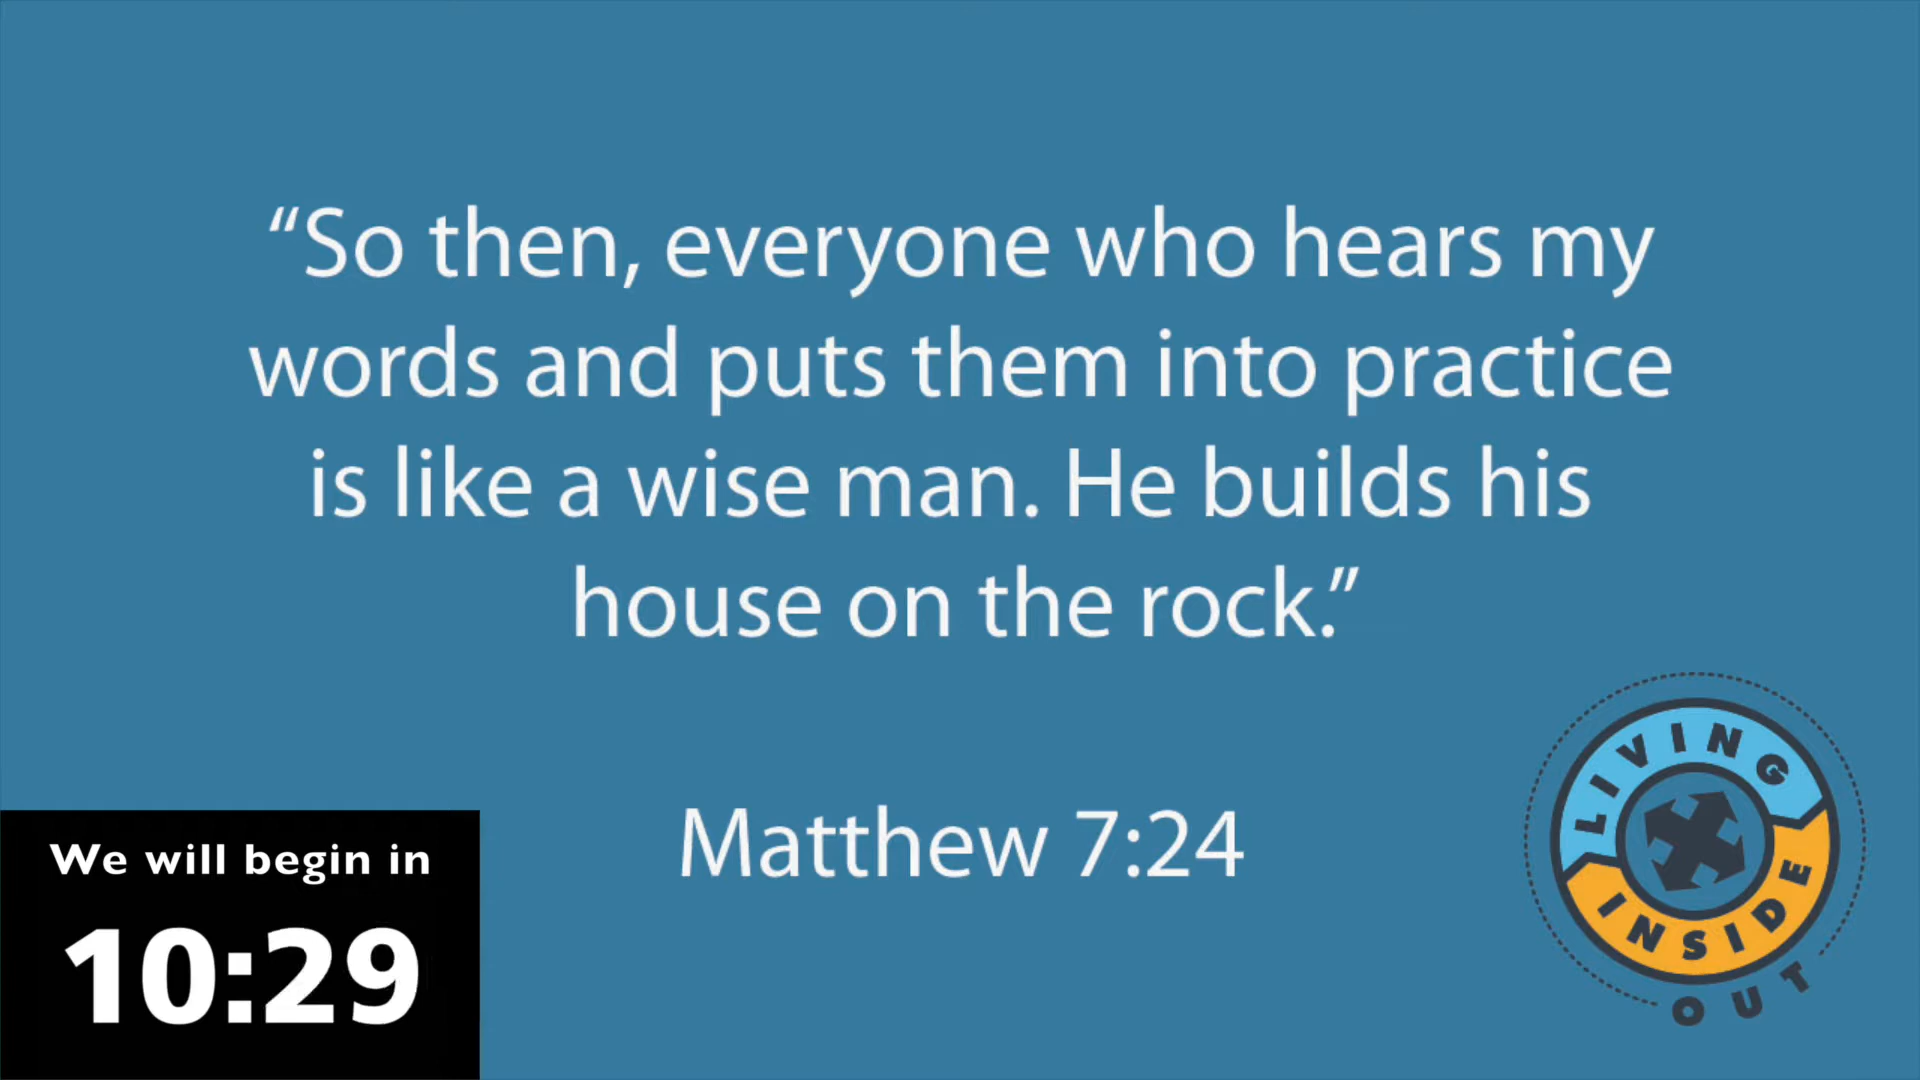 “So then, everyone who hears my
words and puts them into practice
is like a wise man. He builds his
house on the rock.”
Matthew 7:24
We will begin in
10:29
LIVING
INSIDE
OUT